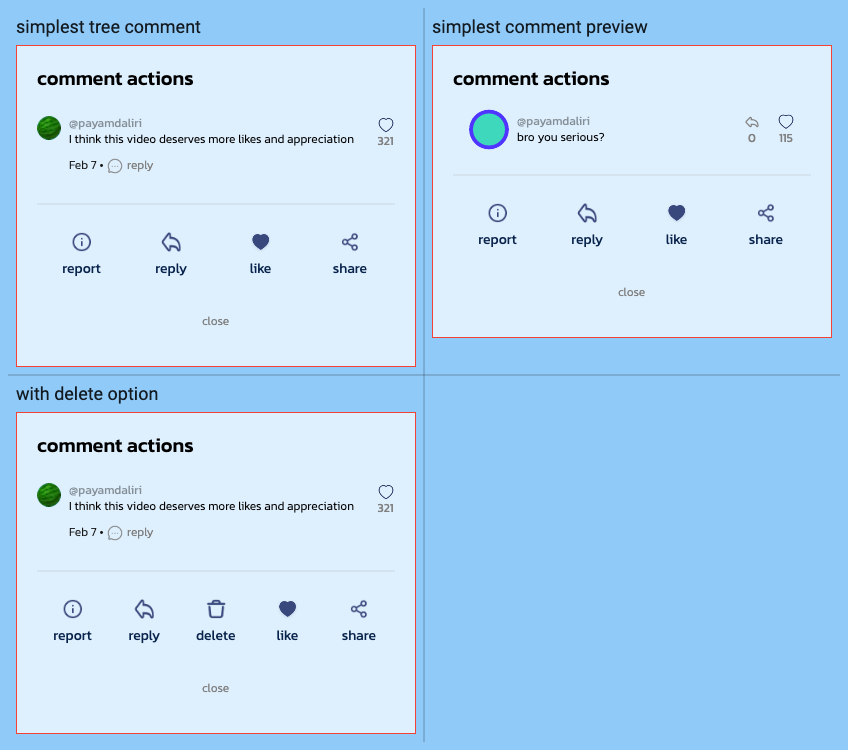 simplest tree comment
comment actions
@payamdaliri
I think this video deserves more likes and appreciation
321
Feb 7 • reply
report reply like share
close
simplest comment preview
comment actions
@payamdaliri
bro you serious?
0 115
report reply like share
close
with delete option
comment actions
@payamdaliri
I think this video deserves more likes and appreciation
321
Feb 7 • reply
report reply delete like share
close